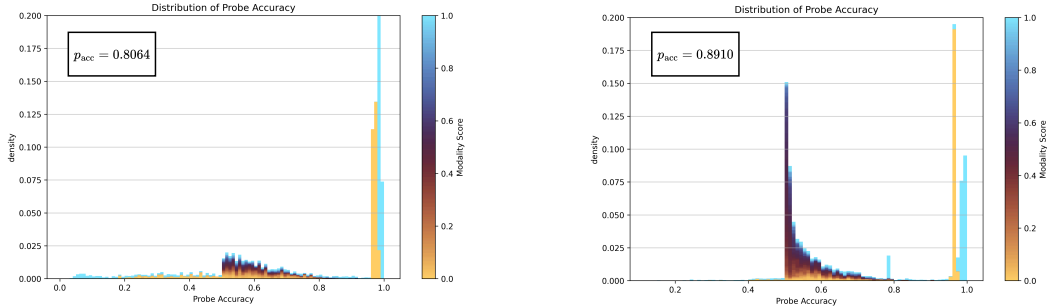 Distribution of Probe Accuracy
p_acc = 0.8064
0.200
0.175
0.150
0.125
0.100
0.075
0.050
0.025
0.000
density
0.0 0.2 0.4 0.6 0.8 1.0
Probe Accuracy
1.0
0.8
0.6
0.4
0.2
0.0
Modality Score
Distribution of Probe Accuracy
p_acc = 0.8910
0.200
0.175
0.150
0.125
0.100
0.075
0.050
0.025
0.000
density
0.2 0.4 0.6 0.8 1.0
Probe Accuracy
1.0
0.8
0.6
0.4
0.2
0.0
Modality Score